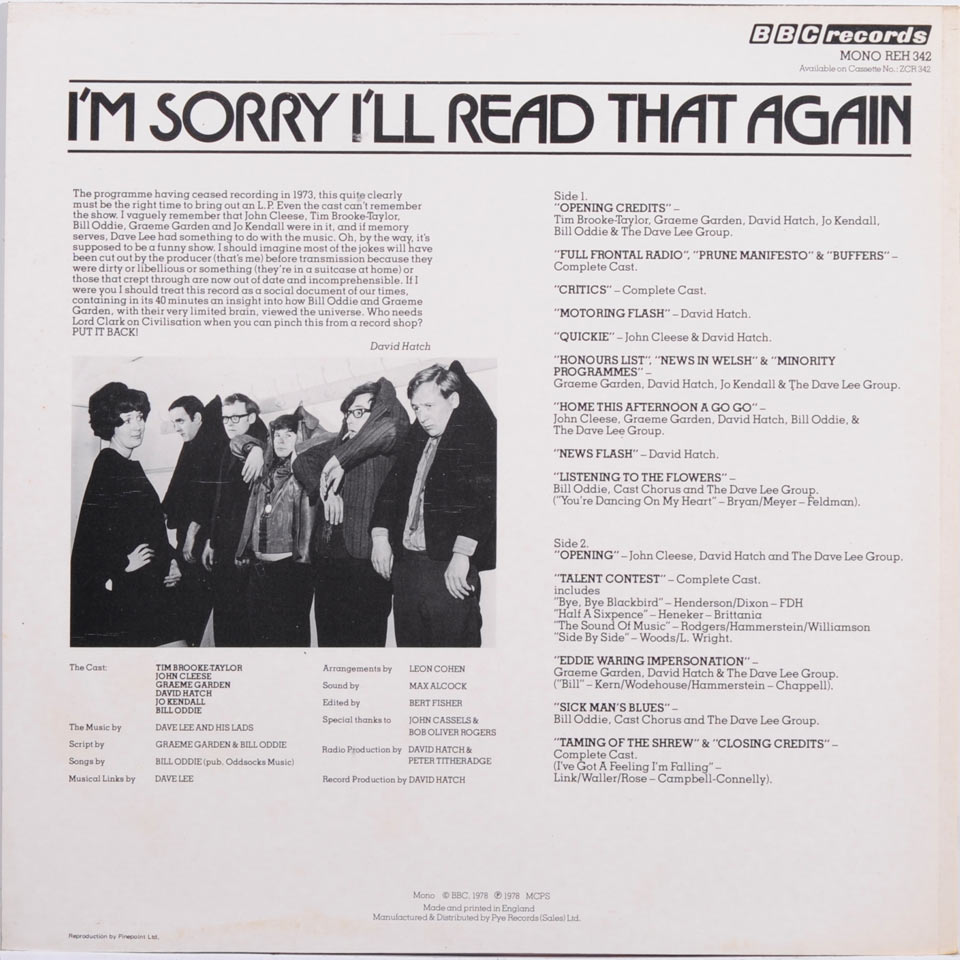 BBC records
MONO REH 342
Available on Cassette No.: ZCR 342
I'M SORRY I'LL READ THAT AGAIN
The programme having ceased recording in 1973, this quite clearly
must be the right time to bring out an L.P. Even the cast can't remember
the show. I vaguely remember that John Cleese, Tim Brooke-Taylor,
Bill Oddie, Graeme Garden and Jo Kendall were in it, and if memory
serves, Dave Lee had something to do with the music. Oh, by the way, it's
supposed to be a funny show. I should imagine most of the jokes will have
been cut out by the producer (that's me) before transmission because they
were dirty or libellious or something (they're in a suitcase at home) or
those that crept through are now out of date and incomprehensible. If I
were you I should treat this record as a social document of our times,
containing in its 40 minutes an insight into how Bill Oddie and Graeme
Garden, with their very limited brain, viewed the universe. Who needs
Lord Clark on Civilisation when you can pinch this from a record shop?
PUT IT BACK!
David Hatch
The Cast: TIM BROOKE-TAYLOR
JOHN CLEESE
GRAEME GARDEN
DAVID HATCH
JO KENDALL
BILL ODDIE
The Music by DAVE LEE AND HIS LADS
Script by GRAEME GARDEN & BILL ODDIE
Songs by BILL ODDIE (pub. Oddsocks Music)
Musical Links by DAVE LEE
Arrangements by LEON COHEN
Sound by MAX ALCOCK
Edited by BERT FISHER
Special thanks to JOHN CASSELS &
BOB OLIVER ROGERS
Radio Production by DAVID HATCH &
PETER TITHERADGE
Record Production by DAVID HATCH
Side 1.
"OPENING CREDITS" –
Tim Brooke-Taylor, Graeme Garden, David Hatch, Jo Kendall,
Bill Oddie & The Dave Lee Group.
"FULL FRONTAL RADIO", "PRUNE MANIFESTO" & "BUFFERS" –
Complete Cast.
"CRITICS" – Complete Cast.
"MOTORING FLASH" – David Hatch.
"QUICKIE" – John Cleese & David Hatch.
"HONOURS LIST", "NEWS IN WELSH" & "MINORITY
PROGRAMMES" –
Graeme Garden, David Hatch, Jo Kendall & The Dave Lee Group.
"HOME THIS AFTERNOON A GO GO" –
John Cleese, Graeme Garden, David Hatch, Bill Oddie, &
The Dave Lee Group.
"NEWS FLASH" – David Hatch.
"LISTENING TO THE FLOWERS" –
Bill Oddie, Cast Chorus and The Dave Lee Group.
("You're Dancing On My Heart" – Bryan/Meyer – Feldman).
Side 2.
"OPENING" – John Cleese, David Hatch and The Dave Lee Group.
"TALENT CONTEST" – Complete Cast.
includes
"Bye, Bye Blackbird" – Henderson/Dixon – FDH
"Half A Sixpence" – Heneker – Brittania
"The Sound Of Music" – Rodgers/Hammerstein/Williamson
"Side By Side" – Woods/L. Wright.
"EDDIE WARING IMPERSONATION" –
Graeme Garden, David Hatch & The Dave Lee Group.
("Bill" – Kern/Wodehouse/Hammerstein – Chappell).
"SICK MAN'S BLUES" –
Bill Oddie, Cast Chorus and The Dave Lee Group.
"TAMING OF THE SHREW" & "CLOSING CREDITS" –
Complete Cast.
(I've Got A Feeling I'm Falling" –
Link/Waller/Rose – Campbell-Connelly).
Mono © BBC, 1978 ℗ 1978 MCPS
Made and printed in England
Manufactured & Distributed by Pye Records (Sales) Ltd.
Reproduction by Finepoint Ltd.